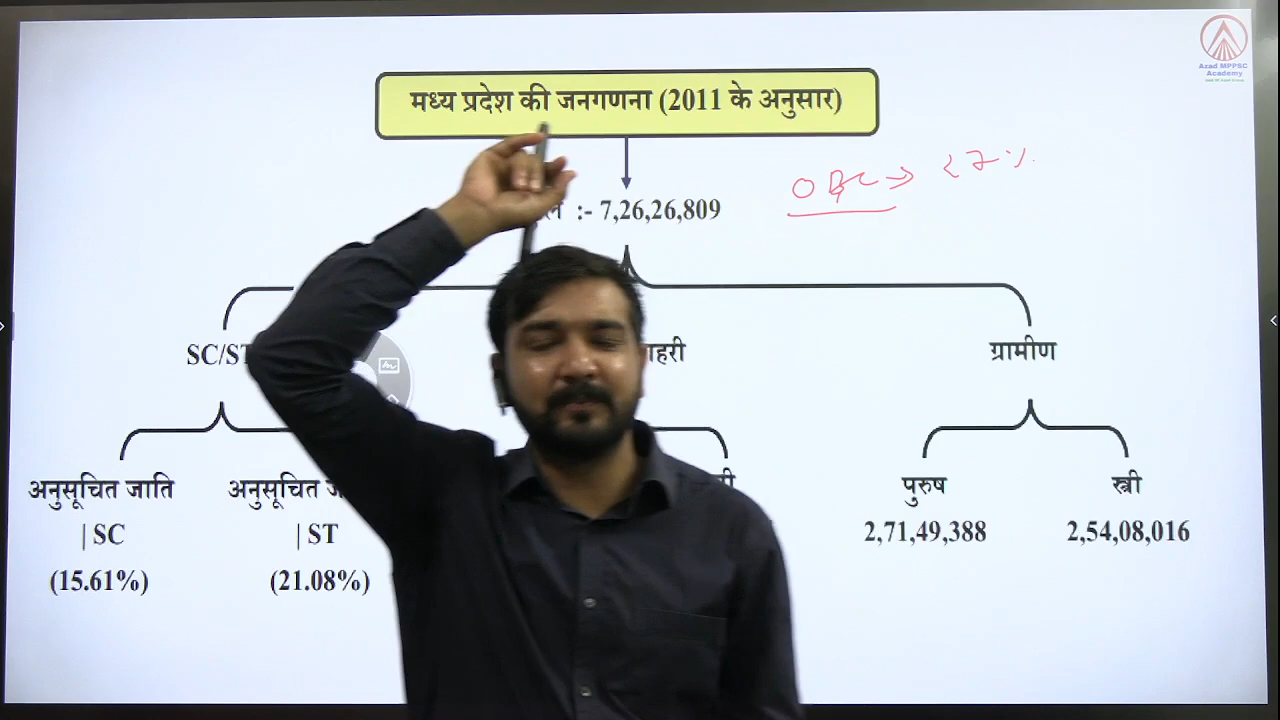 Azad MPPSC
Academy
मध्य प्रदेश की जनगणना (2011 के अनुसार)
OBC → 27%
:- 7,26,26,809
SC/ST
ग्रामीण
अनुसूचित जाति
| SC
(15.61%)
अनुसूचित
| ST
(21.08%)
पुरुष
2,71,49,388
स्त्री
2,54,08,016